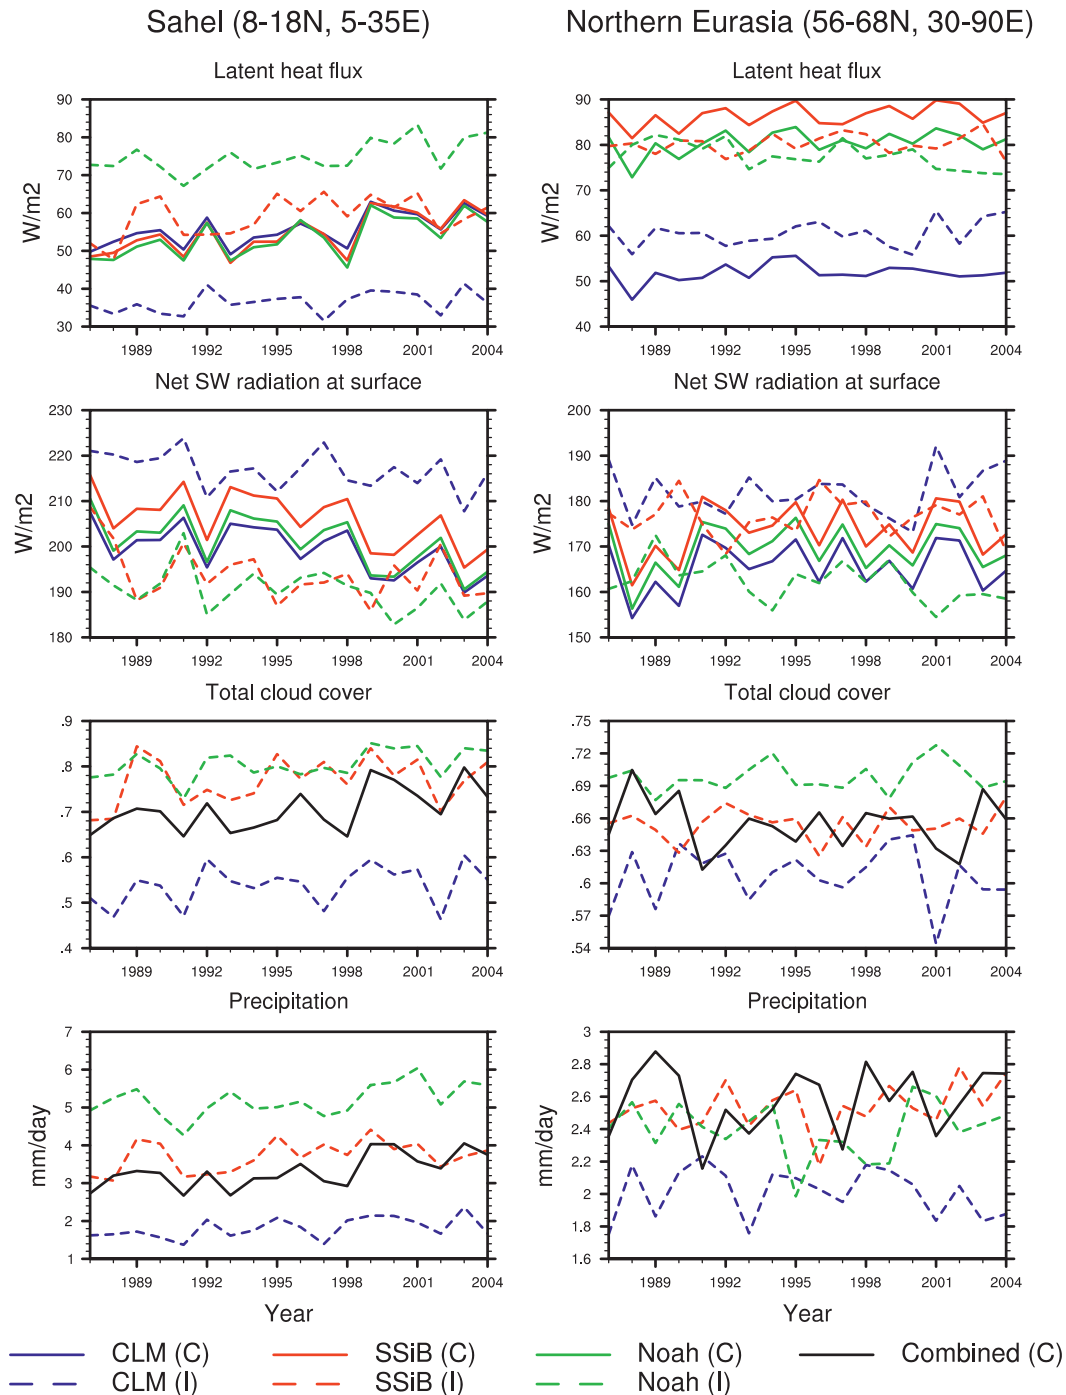 Sahel (8-18N, 5-35E)
Northern Eurasia (56-68N, 30-90E)
Latent heat flux
90
80
70
60
50
40
30
W/m2
1989 1992 1995 1998 2001 2004
Latent heat flux
90
80
70
60
50
40
W/m2
1989 1992 1995 1998 2001 2004
Net SW radiation at surface
230
220
210
200
190
180
W/m2
1989 1992 1995 1998 2001 2004
Net SW radiation at surface
200
190
180
170
160
150
W/m2
1989 1992 1995 1998 2001 2004
Total cloud cover
.9
.8
.7
.6
.5
.4
1989 1992 1995 1998 2001 2004
Total cloud cover
.75
.72
.69
.66
.63
.6
.57
.54
1989 1992 1995 1998 2001 2004
Precipitation
7
6
5
4
3
2
1
mm/day
1989 1992 1995 1998 2001 2004
Year
Precipitation
3
2.8
2.6
2.4
2.2
2
1.8
1.6
mm/day
1989 1992 1995 1998 2001 2004
Year
CLM (C) SSiB (C) Noah (C) Combined (C)
CLM (I) SSiB (I) Noah (I)